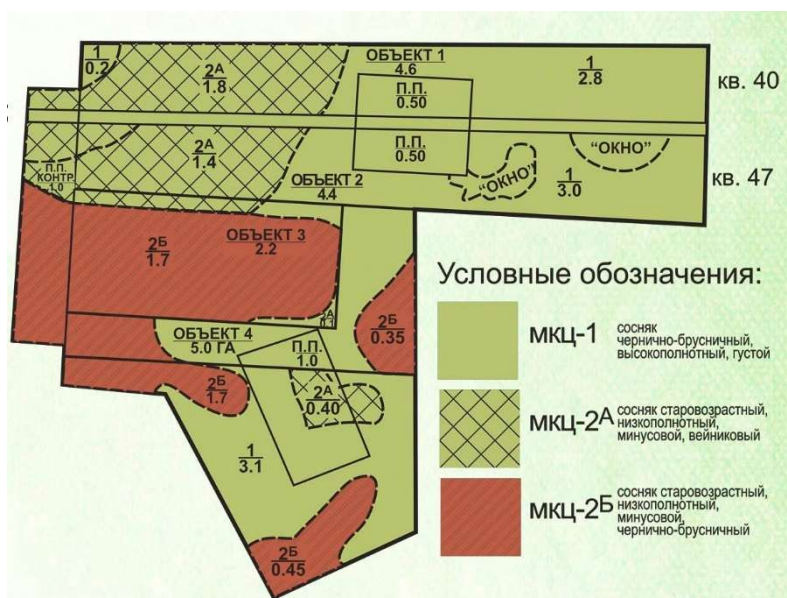 1
0.2
2А
1.8
ОБЪЕКТ 1
4.6
П.П.
0.50
1
2.8
кв. 40
2А
1.4
П.П.
0.50
"ОКНО"
"ОКНО"
1
3.0
кв. 47
П.П.
КОНТР.
1.0
ОБЪЕКТ 2
4.4
2Б
1.7
ОБЪЕКТ 3
2.2
ОБЪЕКТ 4
5.0 ГА
2Б
0.35
П.П.
1.0
2Б
1.7
2А
0.40
1
3.1
2Б
0.45
Условные обозначения:
МКЦ-1
сосняк
чернично-брусничный,
высокополнотный, густой
МКЦ-2А
сосняк старовозрастный,
низкополнотный,
минусовой, вейниковый
МКЦ-2Б
сосняк старовозрастный,
низкополнотный,
минусовой,
чернично-брусничный